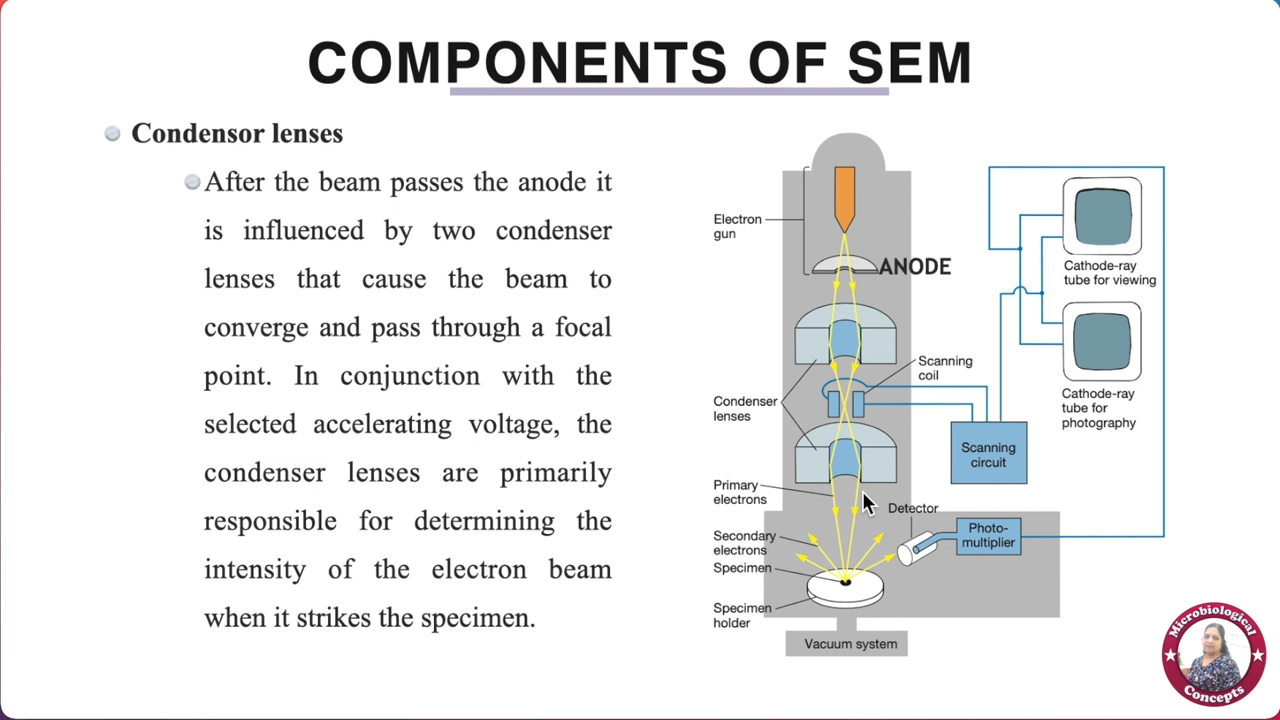 COMPONENTS OF SEM
Condensor lenses
After the beam passes the anode it
is influenced by two condenser
lenses that cause the beam to
converge and pass through a focal
point. In conjunction with the
selected accelerating voltage, the
condenser lenses are primarily
responsible for determining the
intensity of the electron beam
when it strikes the specimen.
Electron
gun
ANODE
Cathode-ray
tube for viewing
Scanning
coil
Condenser
lenses
Cathode-ray
tube for
photography
Scanning
circuit
Primary
electrons
Detector
Photo-
multiplier
Secondary
electrons
Specimen
Specimen
holder
Vacuum system
Microbiological
Concepts